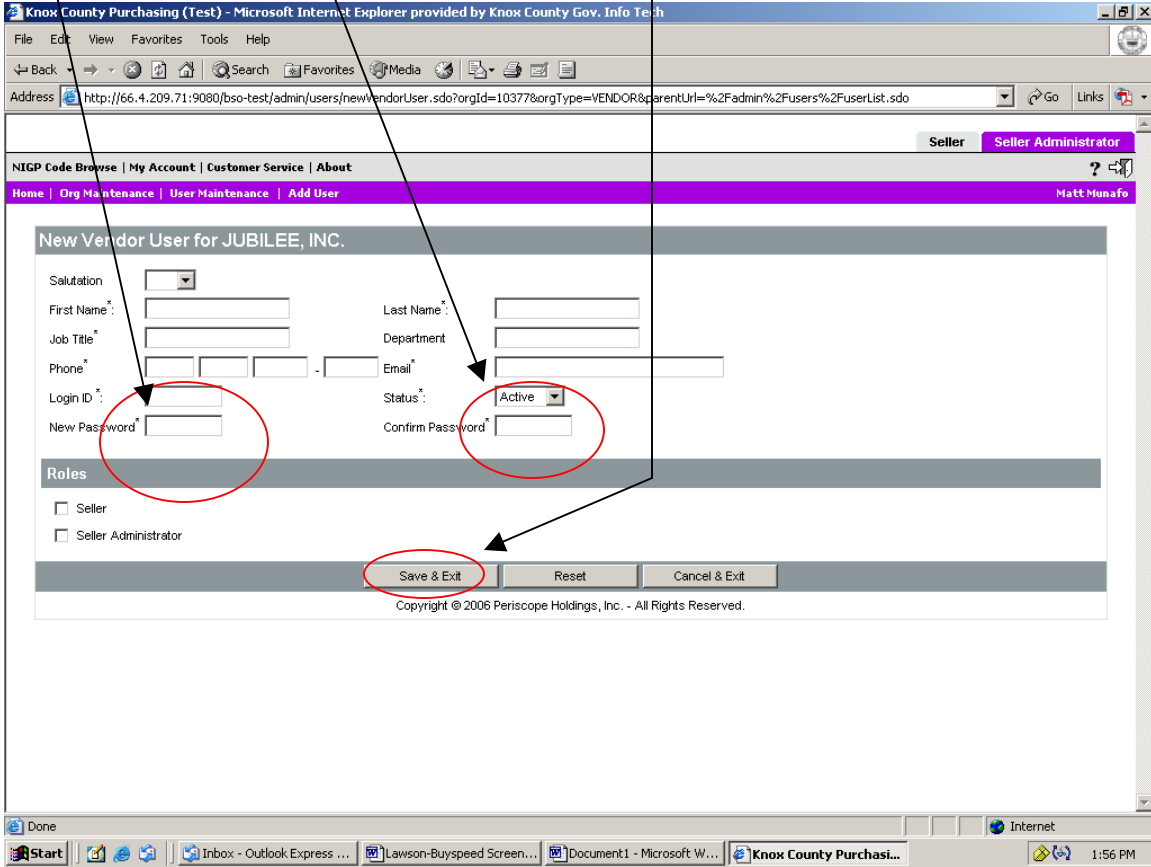 Knox County Purchasing (Test) - Microsoft Internet Explorer provided by Knox County Gov. Info Tech
File Edit View Favorites Tools Help
Back Search Favorites Media
Address http://66.4.209.71:9080/bso-test/admin/users/newVendorUser.sdo?orgId=10377&orgType=VENDOR&parentUrl=%2Fadmin%2Fusers%2FuserList.sdo Go Links
Seller Seller Administrator
NIGP Code Browse | My Account | Customer Service | About ?
Home | Org Maintenance | User Maintenance | Add User Matt Munafo
New Vendor User for JUBILEE, INC.
Salutation
First Name*: Last Name*:
Job Title* Department
Phone* - Email*
Login ID*: Status*: Active
New Password* Confirm Password*
Roles
Seller
Seller Administrator
Save & Exit Reset Cancel & Exit
Copyright © 2006 Periscope Holdings, Inc. - All Rights Reserved.
Done Internet
Start Inbox - Outlook Express ... Lawson-Buyspeed Screen... Document1 - Microsoft W... Knox County Purchasi... 1:56 PM